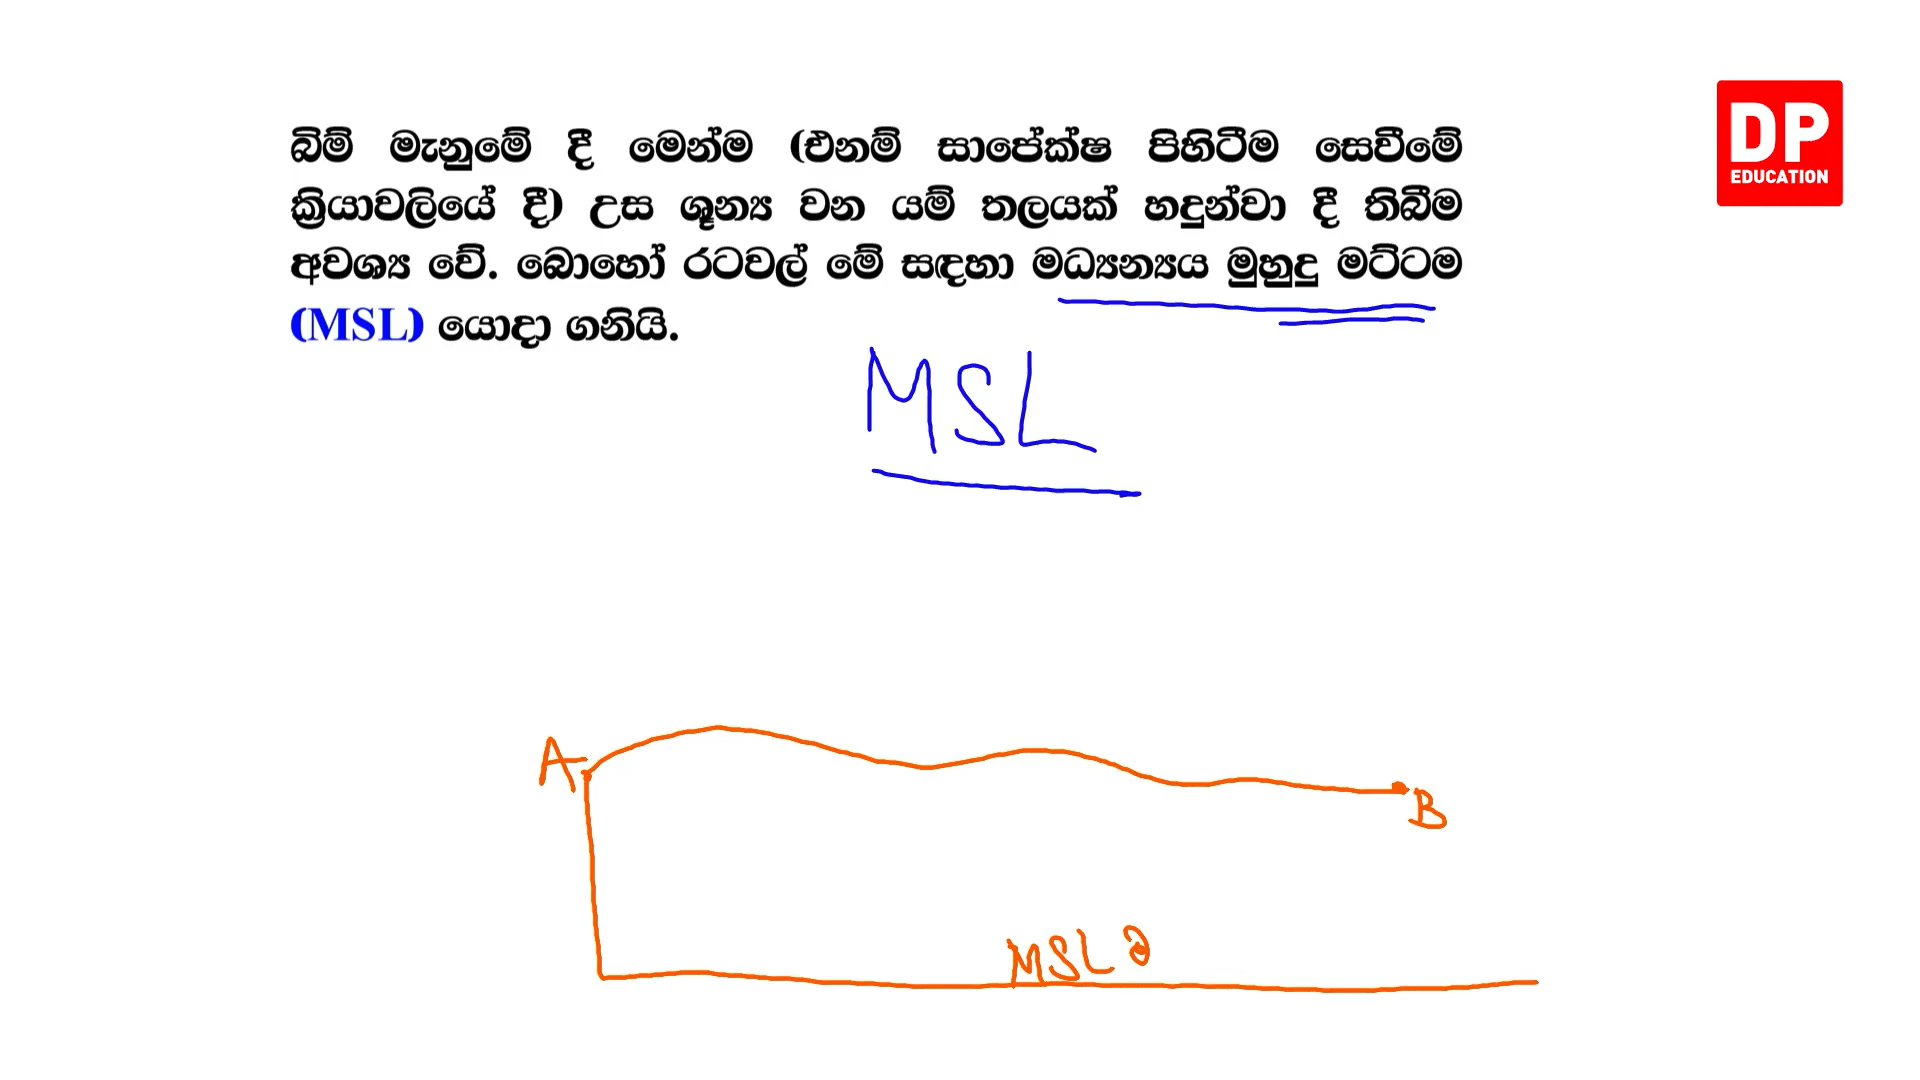 DP
EDUCATION
බිම් මැනුමේ දී මෙන්ම (එනම් සාපේක්ෂ පිහිටීම සෙවීමේ
ක්‍රියාවලියේ දී) උස ශූන්‍ය වන යම් තලයක් හඳුන්වා දී තිබීම
අවශ්‍ය වේ. බොහෝ රටවල් මේ සඳහා මධ්‍යන්‍යය මුහුදු මට්ටම
(MSL) යොදා ගනියි.
MSL
A
B
MSL ම